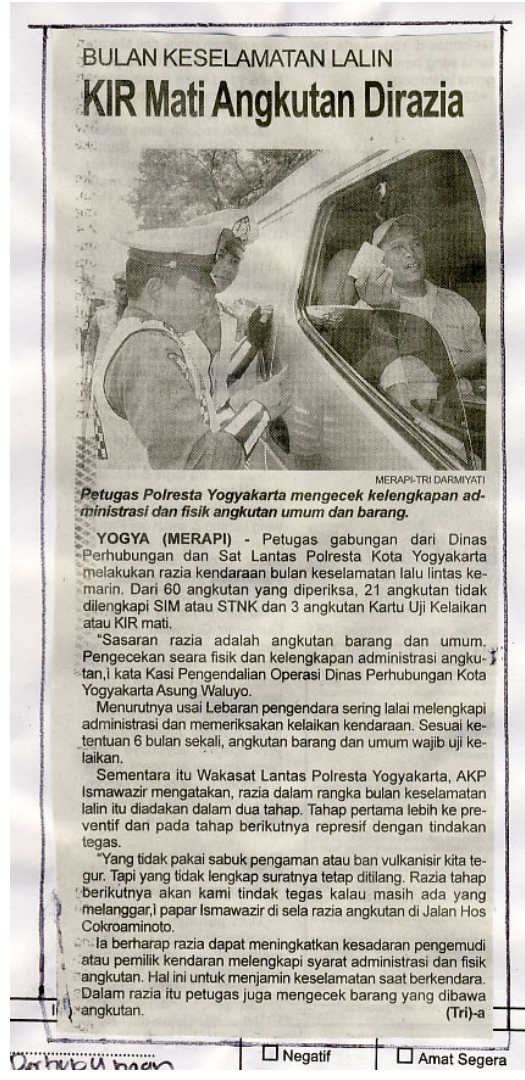 BULAN KESELAMATAN LALIN
KIR Mati Angkutan Dirazia
MERAPI-TRI DARMIYATI
Petugas Polresta Yogyakarta mengecek kelengkapan ad-
ministrasi dan fisik angkutan umum dan barang.
YOGYA (MERAPI) - Petugas gabungan dari Dinas
Perhubungan dan Sat Lantas Polresta Kota Yogyakarta
melakukan razia kendaraan bulan keselamatan lalu lintas ke-
marin. Dari 60 angkutan yang diperiksa, 21 angkutan tidak
dilengkapi SIM atau STNK dan 3 angkutan Kartu Uji Kelaikan
atau KIR mati.
"Sasaran razia adalah angkutan barang dan umum.
Pengecekan seara fisik dan kelengkapan administrasi angku-
tan,ì kata Kasi Pengendalian Operasi Dinas Perhubungan Kota
Yogyakarta Asung Waluyo.
Menurutnya usai Lebaran pengendara sering lalai melengkapi
administrasi dan memeriksakan kelaikan kendaraan. Sesuai ke-
tentuan 6 bulan sekali, angkutan barang dan umum wajib uji ke-
laikan.
Sementara itu Wakasat Lantas Polresta Yogyakarta, AKP
Ismawazir mengatakan, razia dalam rangka bulan keselamatan
lalin itu diadakan dalam dua tahap. Tahap pertama lebih ke pre-
ventif dan pada tahap berikutnya represif dengan tindakan
tegas.
"Yang tidak pakai sabuk pengaman atau ban vulkanisir kita te-
gur. Tapi yang tidak lengkap suratnya tetap ditilang. Razia tahap
berikutnya akan kami tindak tegas kalau masih ada yang
melanggar,ì papar Ismawazir di sela razia angkutan di Jalan Hos
Cokroaminoto.
Ia berharap razia dapat meningkatkan kesadaran pengemudi
atau pemilik kendaran melengkapi syarat administrasi dan fisik
angkutan. Hal ini untuk menjamin keselamatan saat berkendara.
Dalam razia itu petugas juga mengecek barang yang dibawa
angkutan. (Tri)-a
Negatif
Amat Segera